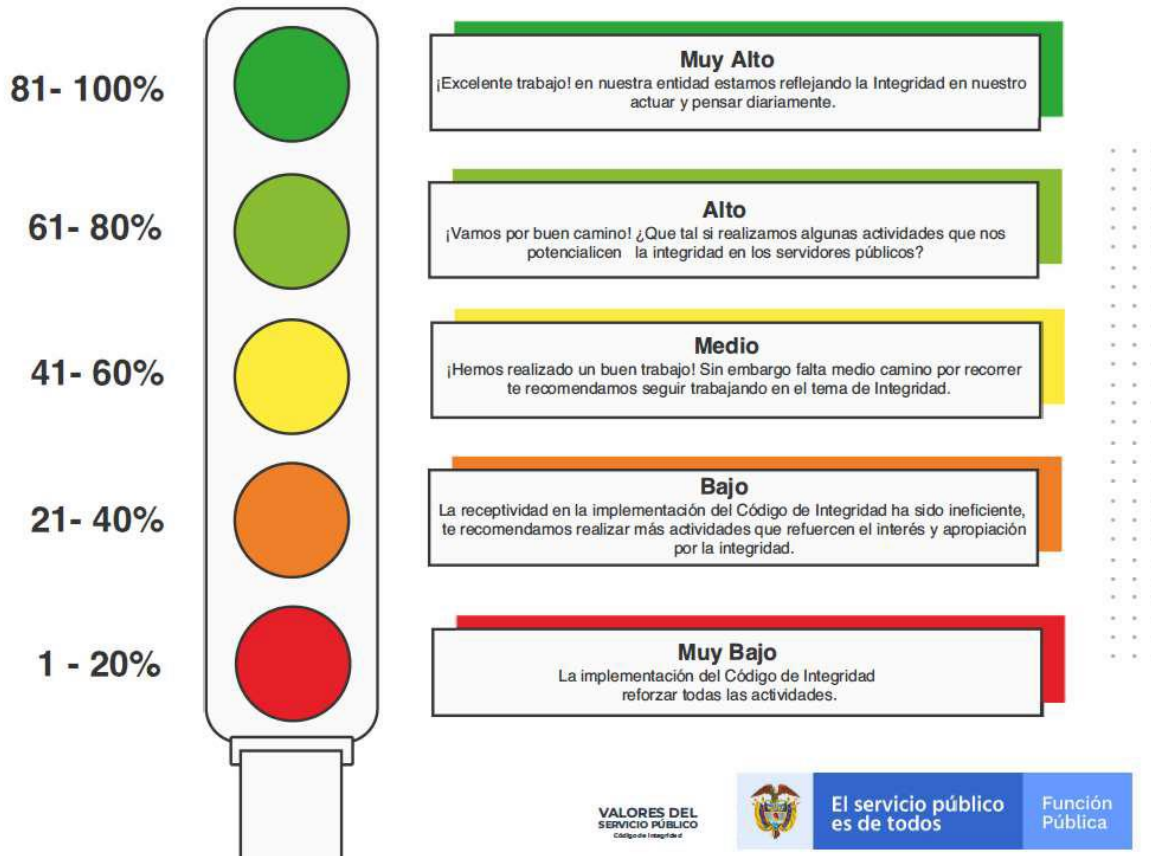 81- 100%
Muy Alto
¡Excelente trabajo! en nuestra entidad estamos reflejando la Integridad en nuestro
actuar y pensar diariamente.
61- 80%
Alto
¡Vamos por buen camino! ¿Que tal si realizamos algunas actividades que nos
potencialicen la integridad en los servidores públicos?
41- 60%
Medio
¡Hemos realizado un buen trabajo! Sin embargo falta medio camino por recorrer
te recomendamos seguir trabajando en el tema de Integridad.
21- 40%
Bajo
La receptividad en la implementación del Código de Integridad ha sido ineficiente,
te recomendamos realizar más actividades que refuercen el interés y apropiación
por la integridad.
1 - 20%
Muy Bajo
La implementación del Código de Integridad
reforzar todas las actividades.
VALORES DEL
SERVICIO PÚBLICO
Código de Integridad
El servicio público
es de todos
Función
Pública